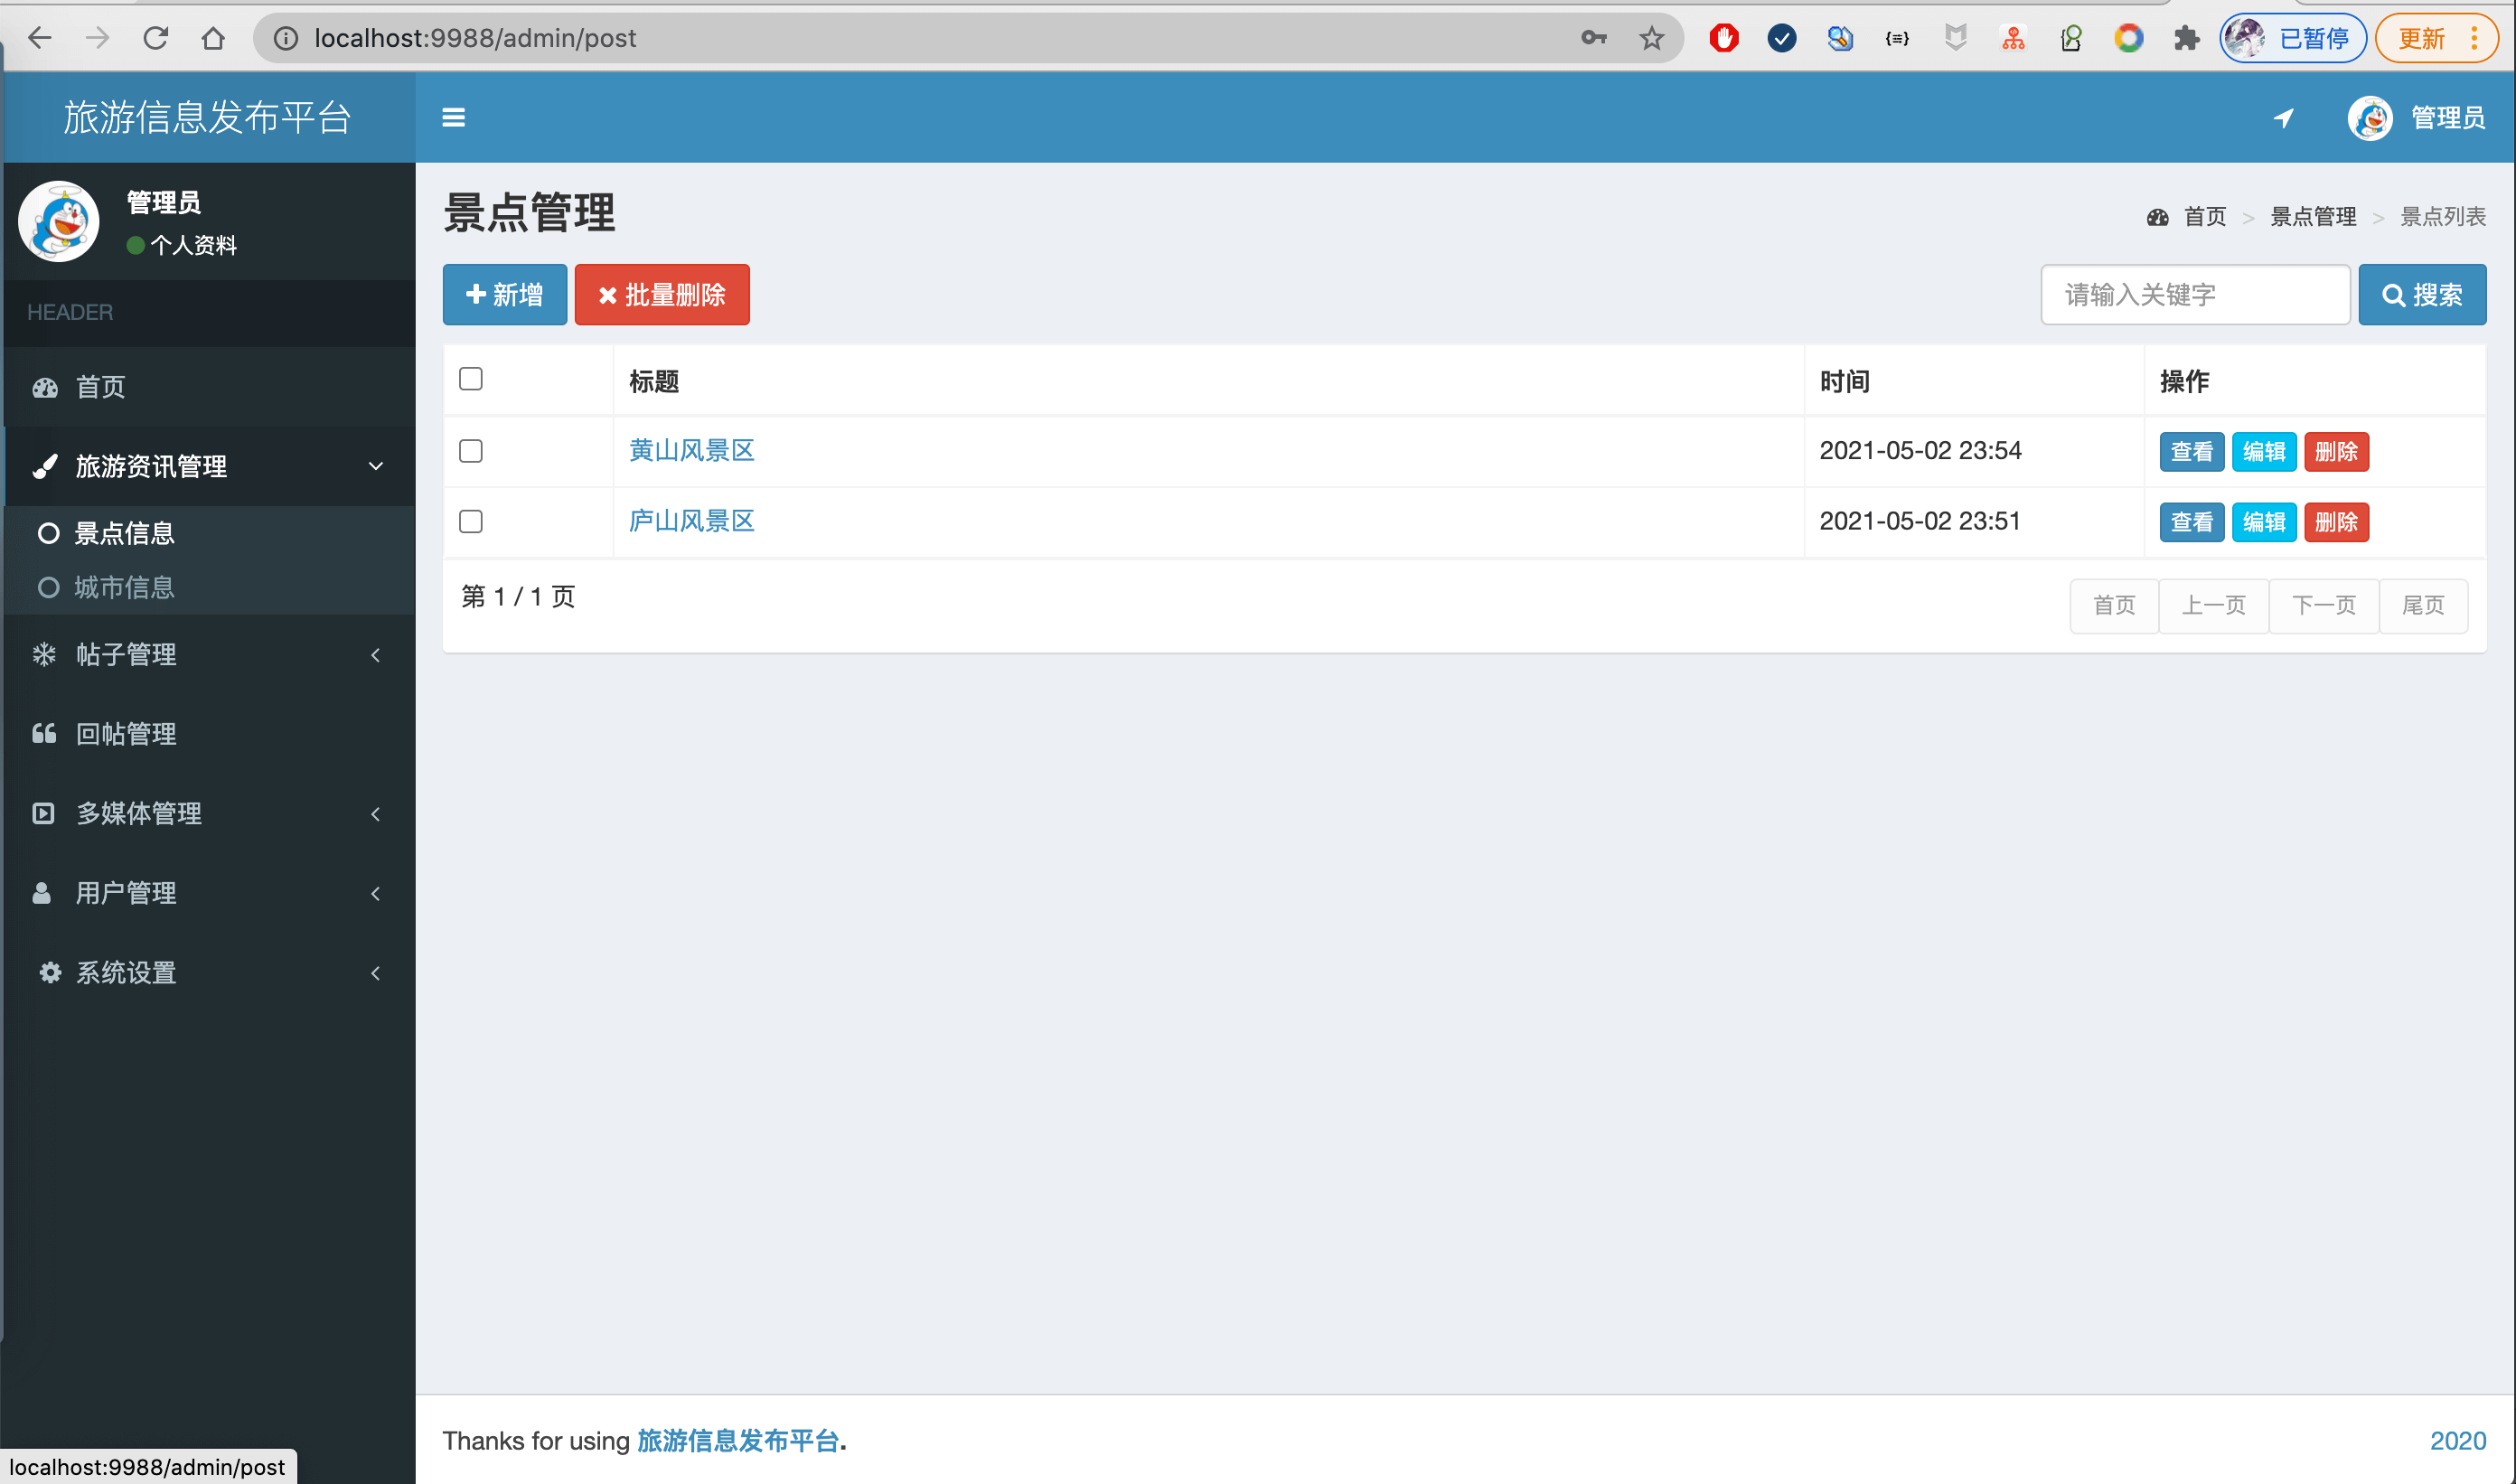 localhost:9988/admin/post
已暂停
更新
旅游信息发布平台
管理员
管理员
个人资料
HEADER
首页
旅游资讯管理
景点信息
城市信息
帖子管理
回帖管理
多媒体管理
用户管理
系统设置
景点管理
首页 > 景点管理 > 景点列表
新增 批量删除
请输入关键字 搜索
标题 时间 操作
黄山风景区 2021-05-02 23:54 查看 编辑 删除
庐山风景区 2021-05-02 23:51 查看 编辑 删除
第 1 / 1 页
首页 上一页 下一页 尾页
Thanks for using 旅游信息发布平台.
2020
localhost:9988/admin/post